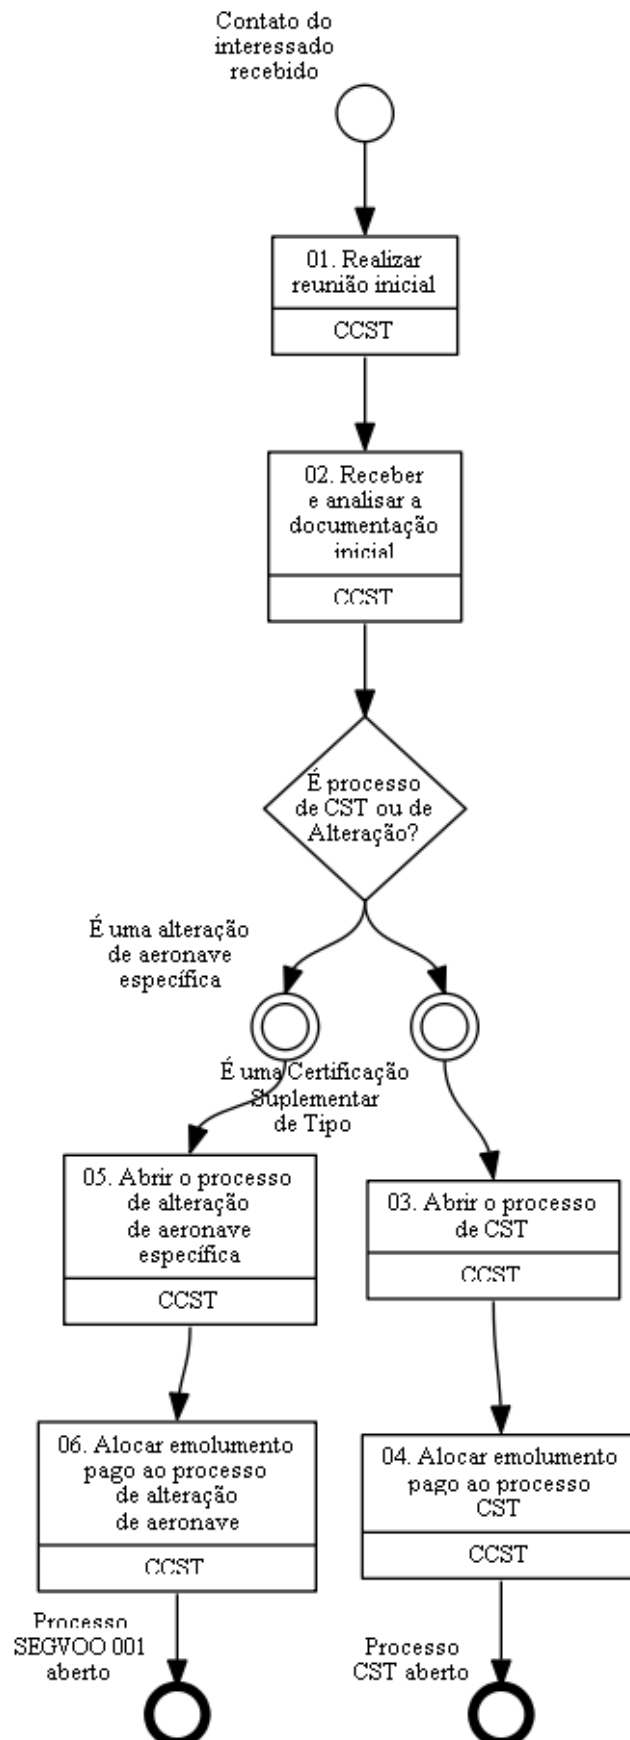 Contato do
interessado
recebido
01. Realizar
reunião inicial
CCST
02. Receber
e analisar a
documentação
inicial
CCST
É processo
de CST ou de
Alteração?
É uma alteração
de aeronave
específica
É uma Certificação
Suplementar
de Tipo
05. Abrir o processo
de alteração
de aeronave
específica
CCST
03. Abrir o processo
de CST
CCST
06. Alocar emolumento
pago ao processo
de alteração
de aeronave
CCST
04. Alocar emolumento
pago ao processo
CST
CCST
Processo
SEGVOO 001
aberto
Processo
CST aberto